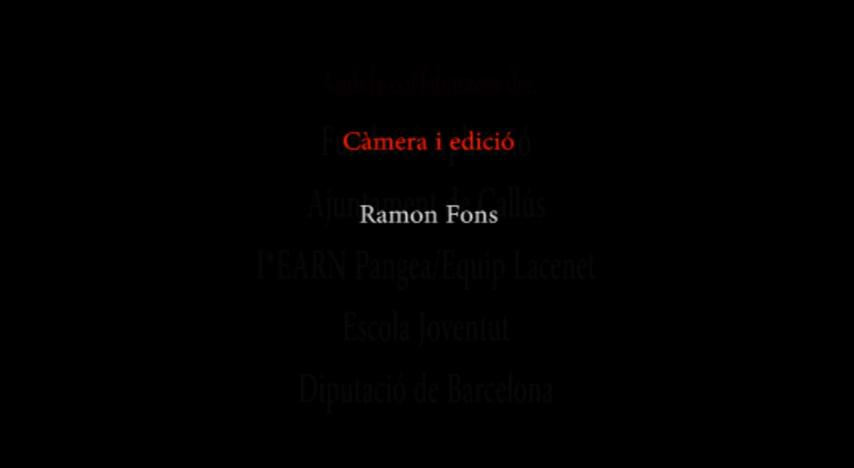 Càmera i edició
Ajuntament de Callús
Ramon Fons
I*EARN Pangea/Equip Lacenet
Escola Joventut
Diputació de Barcelona